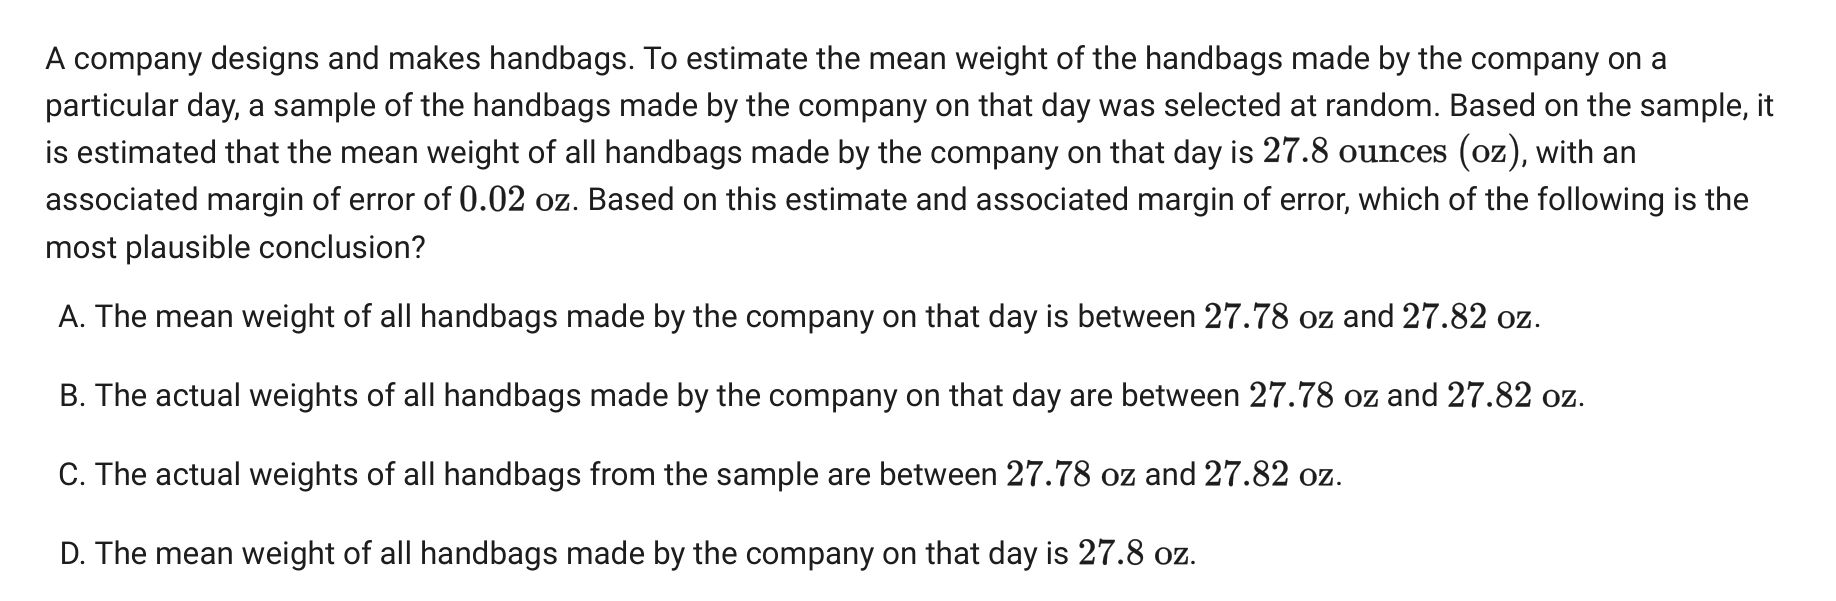 A company designs and makes handbags. To estimate the mean weight of the handbags made by the company on a
particular day, a sample of the handbags made by the company on that day was selected at random. Based on the sample, it
is estimated that the mean weight of all handbags made by the company on that day is 27.8 ounces (oz), with an
associated margin of error of 0.02 oz. Based on this estimate and associated margin of error, which of the following is the
most plausible conclusion?
A. The mean weight of all handbags made by the company on that day is between 27.78 oz and 27.82 oz.
B. The actual weights of all handbags made by the company on that day are between 27.78 oz and 27.82 oz.
C. The actual weights of all handbags from the sample are between 27.78 oz and 27.82 oz.
D. The mean weight of all handbags made by the company on that day is 27.8 oz.